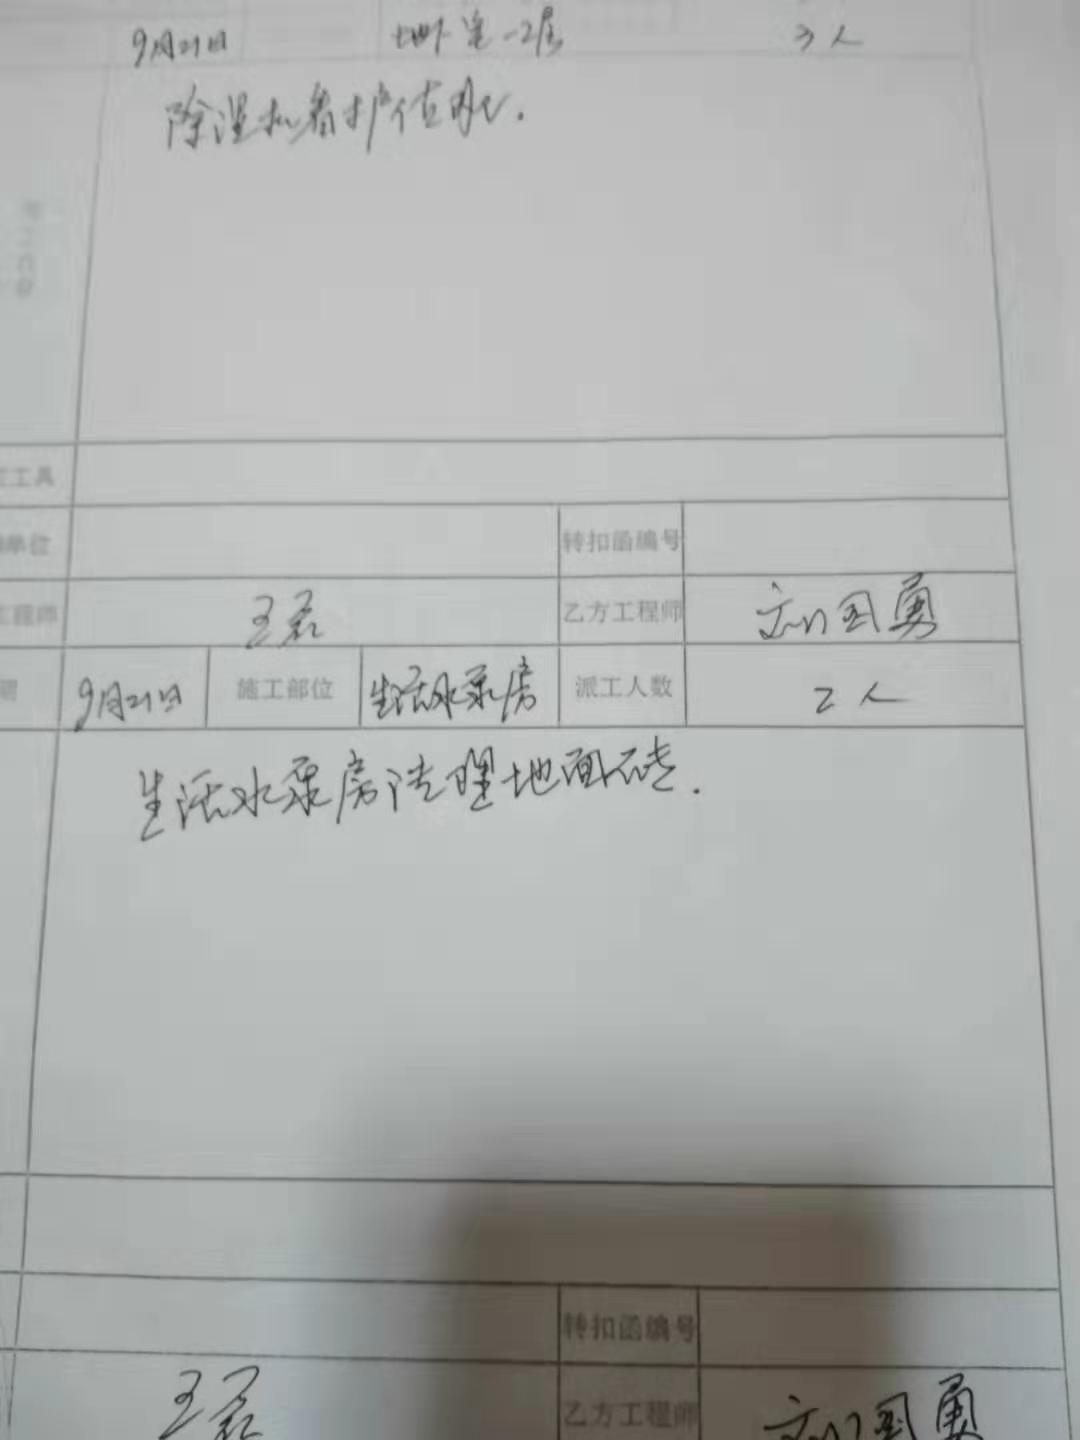 9月21日 地下室-2层 3人
除湿机看护值班.
工工具
单位 转扣函编号
工程师 王磊 乙方工程师 刘国勇
9月21日 施工部位 生活水泵房 派工人数 2人
生活水泵房清理地面砖.
转扣函编号
王磊 乙方工程师 刘国勇